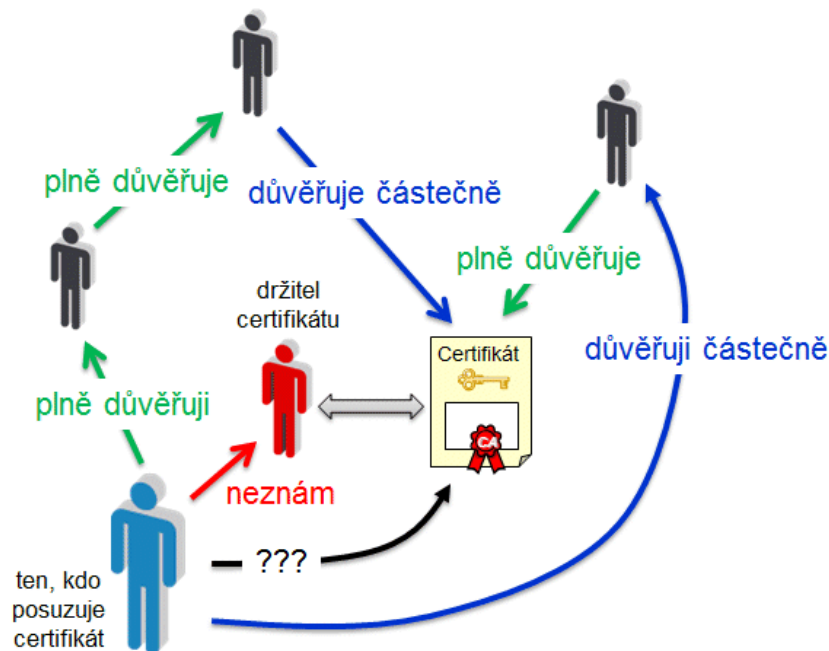 plně důvěřuje
důvěřuje částečně
plně důvěřuje
držitel
certifikátu
Certifikát
CA
důvěřuji částečně
plně důvěřuji
neznám
???
ten, kdo
posuzuje
certifikát